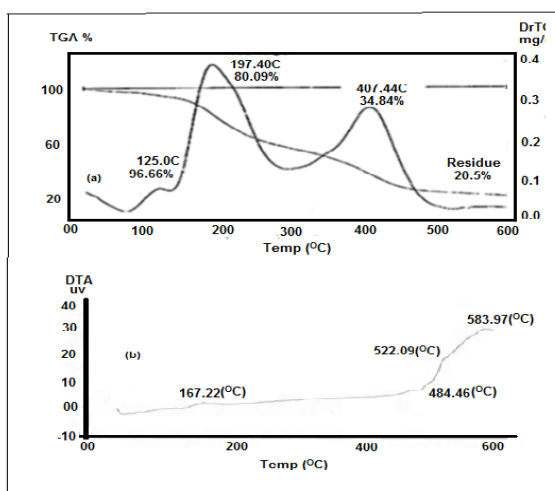 TGA %
DrTG
mg/
0.4
197.40C
80.09%
407.44C
34.84%
100
0.3
60
0.2
125.0C
96.66%
Residue
20.5%
(a)
0.1
20
0.0
00 100 200 300 400 500 600
Temp (OC)
DTA
uv
40
583.97(OC)
30
522.09(OC)
(b)
20
10
167.22(OC)
484.46(OC)
00
-10
00 200 400 600
Temp (OC)